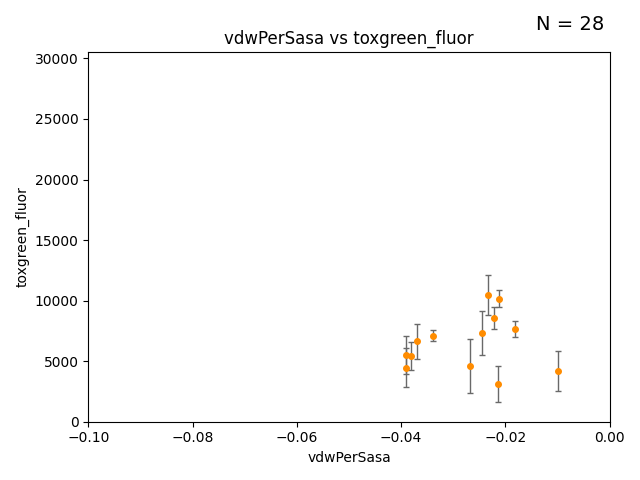 N = 28
vdwPerSasa vs toxgreen_fluor
30000
25000
20000
15000
10000
5000
0
toxgreen_fluor
−0.10 −0.08 −0.06 −0.04 −0.02 0.00
vdwPerSasa